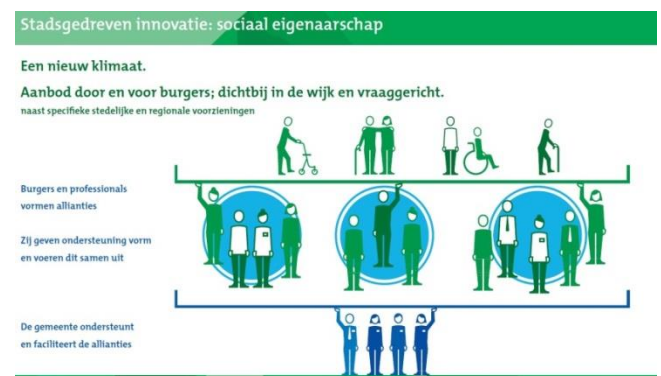 Stadsgedreven innovatie: sociaal eigenaarschap
Een nieuw klimaat.
Aanbod door en voor burgers; dichtbij in de wijk en vraaggericht.
naast specifieke stedelijke en regionale voorzieningen
Burgers en professionals
vormen allianties
Zij geven ondersteuning vorm
en voeren dit samen uit
De gemeente ondersteunt
en faciliteert de allianties